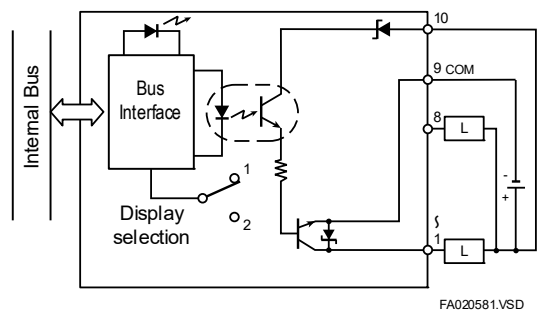 10
9 COM
Internal Bus
Bus
Interface
8
L
-
+
1
2
Display
selection
1
L
FA020581.VSD